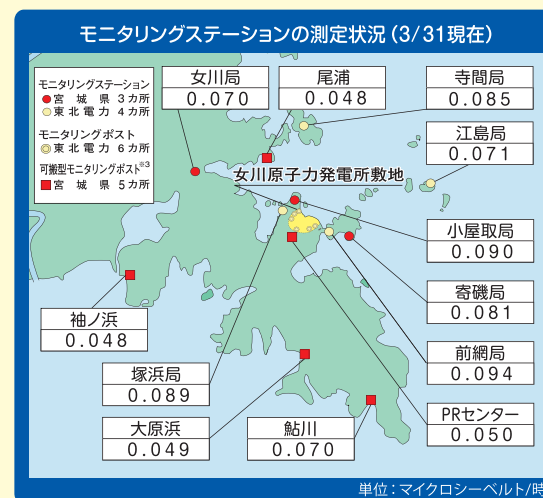 モニタリングステーションの測定状況(3/31現在)
モニタリングステーション
宮城県 3カ所
東北電力 4カ所
モニタリングポスト
東北電力 6カ所
可搬型モニタリングポスト※3
宮城県 5カ所
女川局
0.070
尾浦
0.048
寺間局
0.085
江島局
0.071
女川原子力発電所敷地
小屋取局
0.090
寄磯局
0.081
袖ノ浜
0.048
前網局
0.094
塚浜局
0.089
PRセンター
0.050
大原浜
0.049
鮎川
0.070
単位:マイクロシーベルト/時